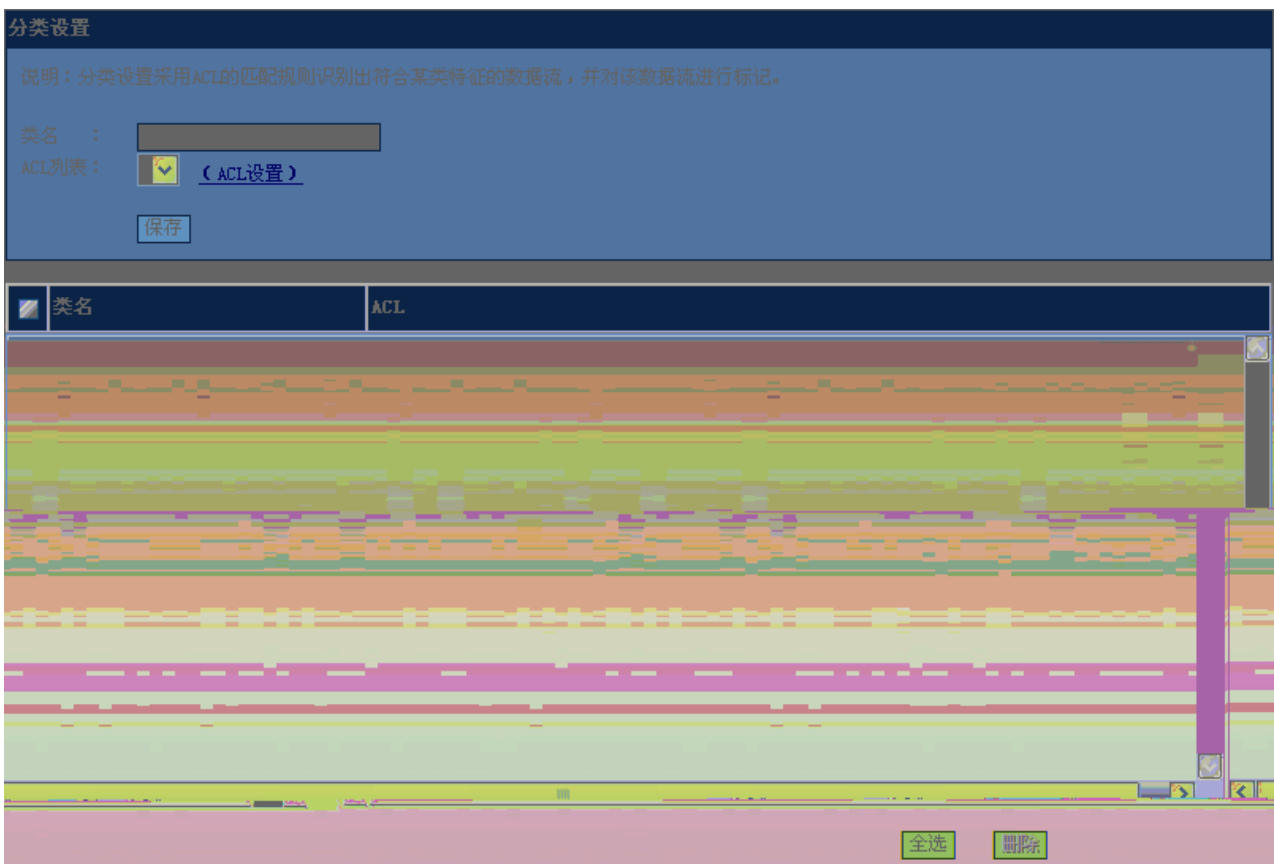 分类设置
说明：分类设置采用ACL的匹配规则识别出符合某类特征的数据流，并对该数据流进行标记。
类名 ：
ACL列表：
（ACL设置）
保存
类名 ACL
全选 删除